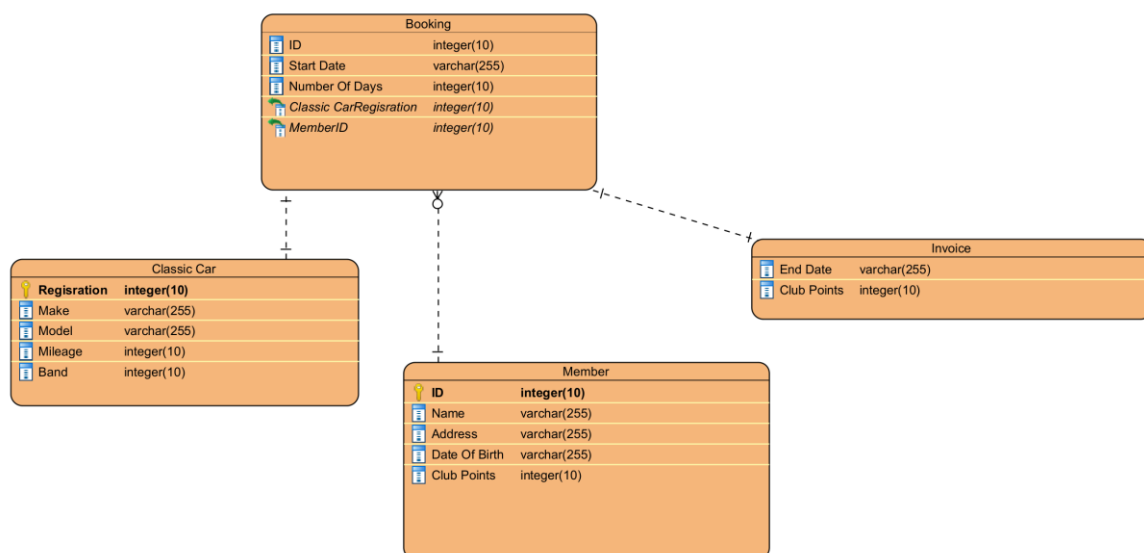 Booking
ID integer(10)
Start Date varchar(255)
Number Of Days integer(10)
Classic CarRegisration integer(10)
MemberID integer(10)
Classic Car
Regisration integer(10)
Make varchar(255)
Model varchar(255)
Mileage integer(10)
Band integer(10)
Invoice
End Date varchar(255)
Club Points integer(10)
Member
ID integer(10)
Name varchar(255)
Address varchar(255)
Date Of Birth varchar(255)
Club Points integer(10)